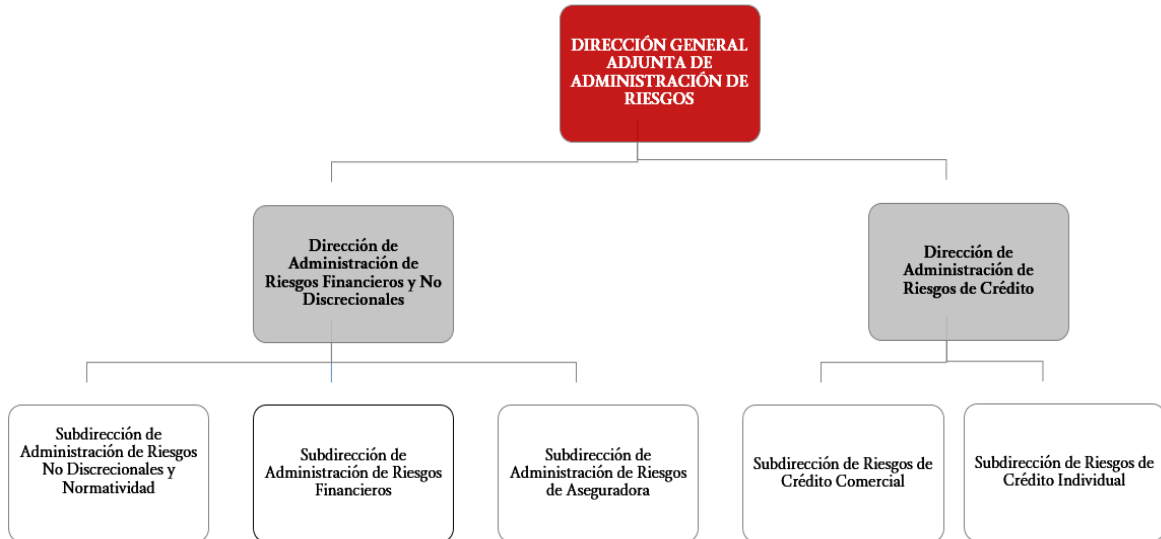 DIRECCIÓN GENERAL
ADJUNTA DE
ADMINISTRACIÓN DE
RIESGOS
Dirección de
Administración de
Riesgos Financieros y No
Discrecionales
Dirección de
Administración de
Riesgos de Crédito
Subdirección de
Administración de Riesgos
No Discrecionales y
Normatividad
Subdirección de
Administración de Riesgos
Financieros
Subdirección de
Administración de Riesgos
de Aseguradora
Subdirección de Riesgos de
Crédito Comercial
Subdirección de Riesgos de
Crédito Individual